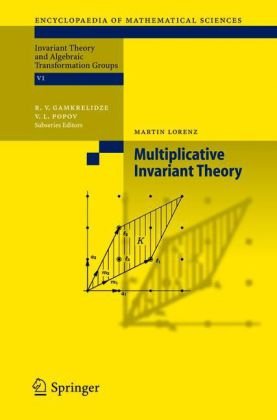 ENCYCLOPAEDIA OF MATHEMATICAL SCIENCES
Invariant Theory
and Algebraic
Transformation Groups
VI
R. V. GAMKRELIDZE
V. L. POPOV
Subseries Editors
MARTIN LORENZ
Multiplicative
Invariant Theory
K
Springer